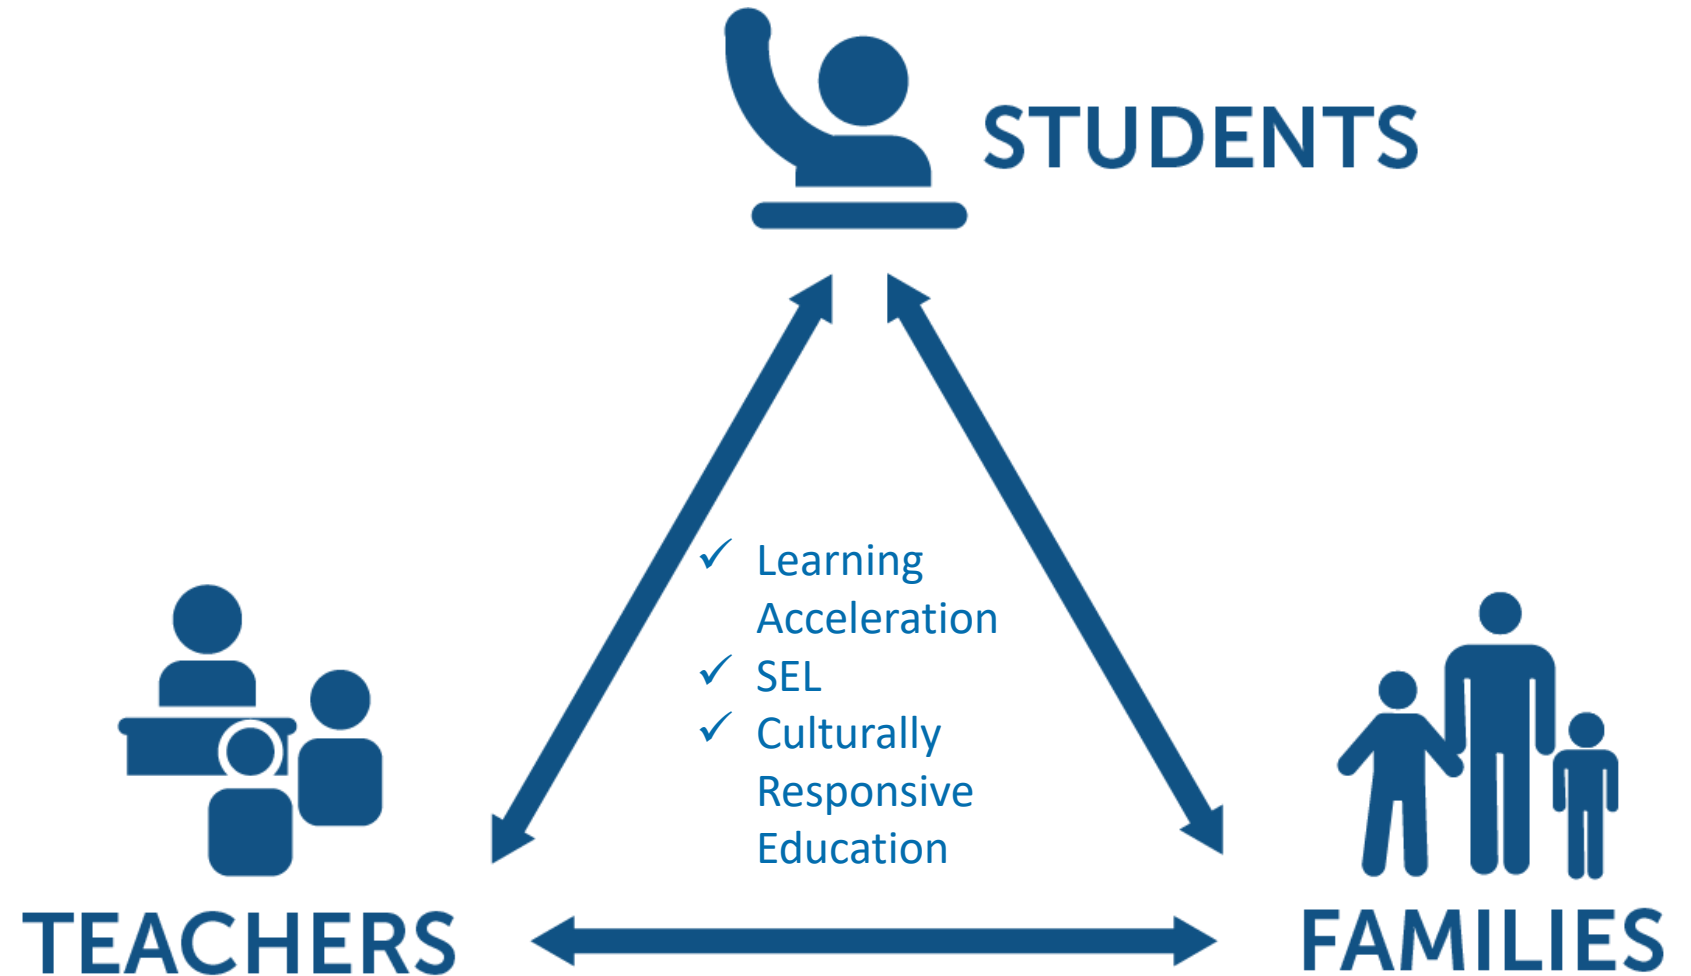 STUDENTS
✓ Learning
Acceleration
✓ SEL
✓ Culturally
Responsive
Education
TEACHERS
FAMILIES